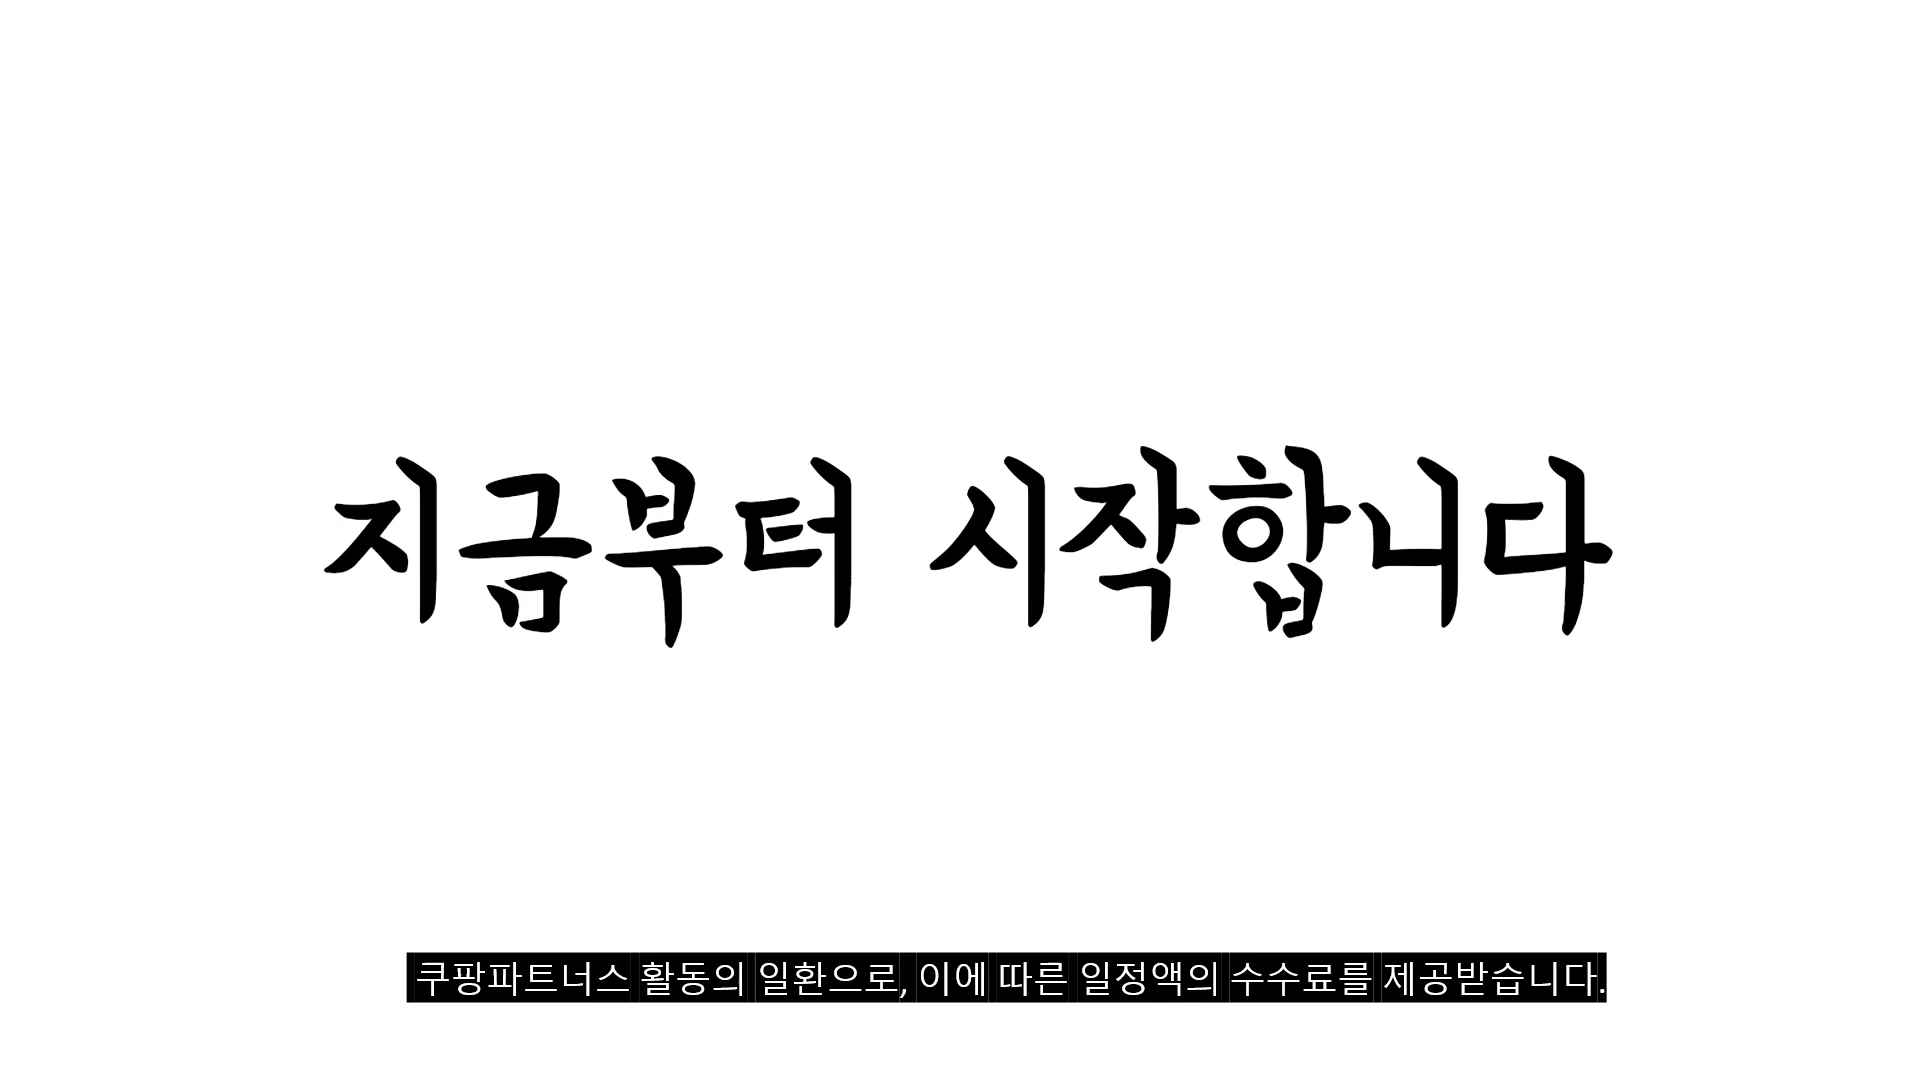 지금부터 시작합니다
쿠팡파트너스 활동의 일환으로, 이에 따른 일정액의 수수료를 제공받습니다.